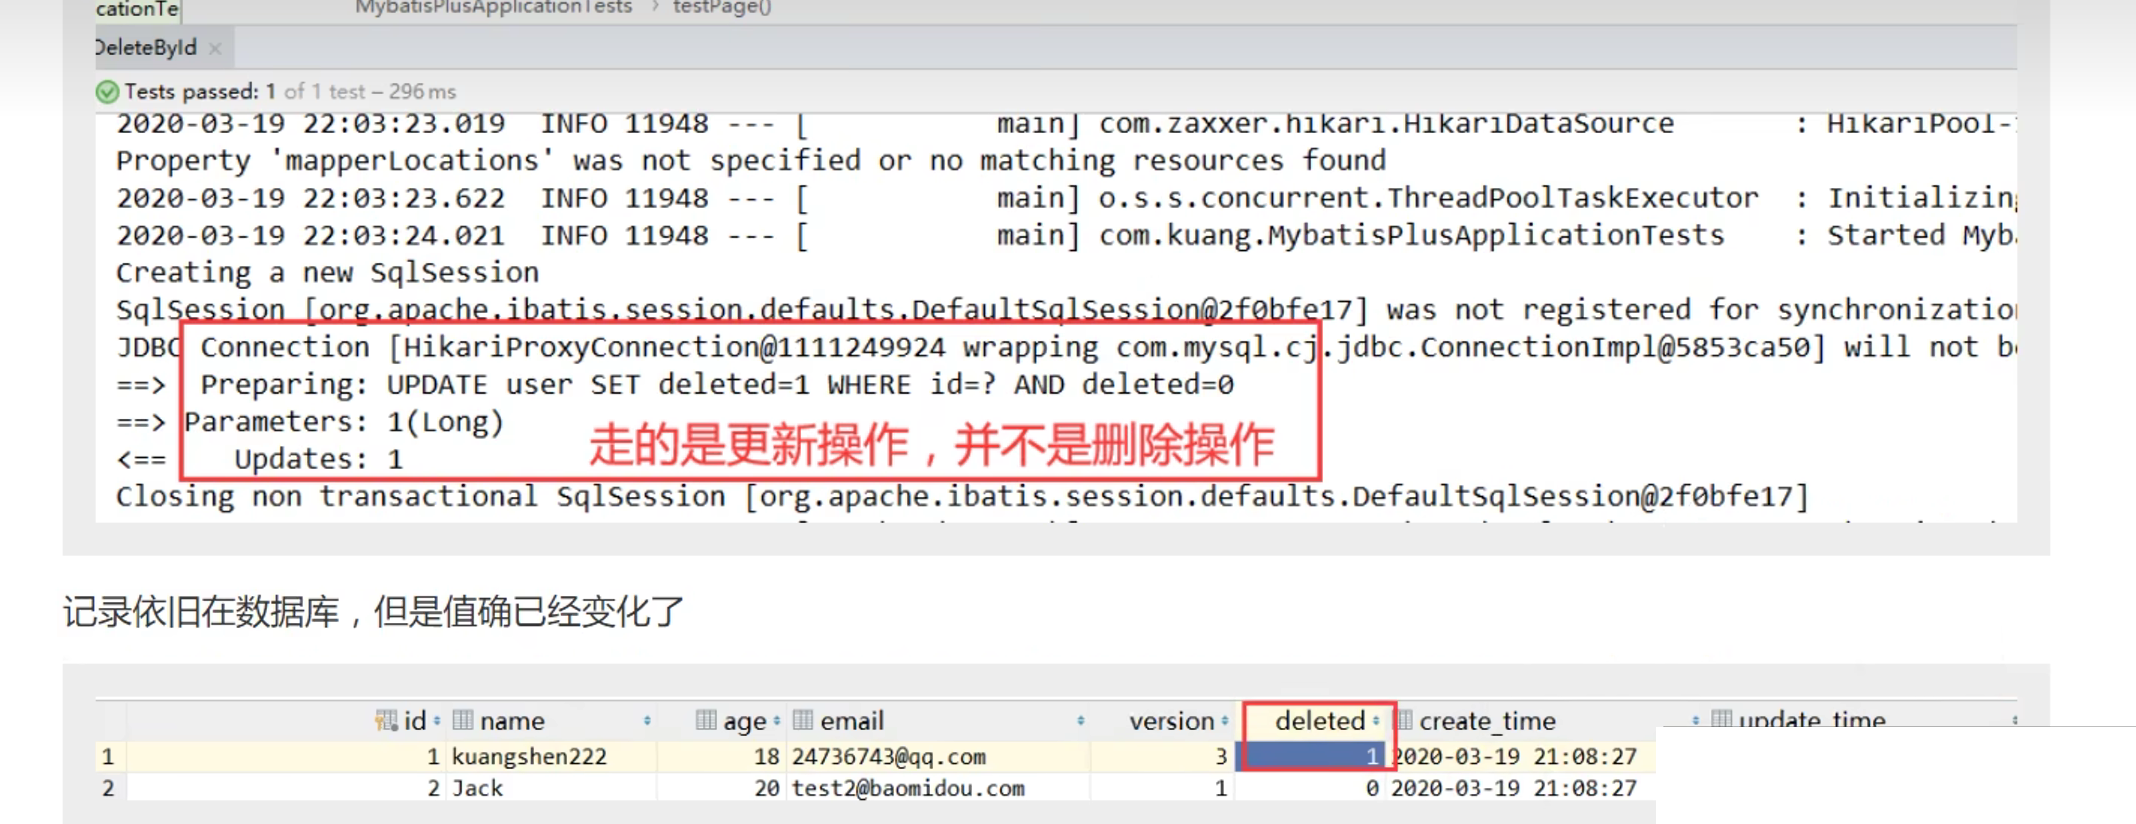 cationTe MybatisPlusApplicationTests > testPage()
DeleteById ×
Tests passed: 1 of 1 test – 296 ms
2020-03-19 22:03:23.019  INFO 11948 --- [           main] com.zaxxer.hikari.HikariDataSource       : HikariPool-
Property 'mapperLocations' was not specified or no matching resources found
2020-03-19 22:03:23.622  INFO 11948 --- [           main] o.s.s.concurrent.ThreadPoolTaskExecutor  : Initializing
2020-03-19 22:03:24.021  INFO 11948 --- [           main] com.kuang.MybatisPlusApplicationTests    : Started Myb
Creating a new SqlSession
SqlSession [org.apache.ibatis.session.defaults.DefaultSqlSession@2f0bfe17] was not registered for synchronizatio
JDBC Connection [HikariProxyConnection@1111249924 wrapping com.mysql.cj.jdbc.ConnectionImpl@5853ca50] will not b
==>  Preparing: UPDATE user SET deleted=1 WHERE id=? AND deleted=0
==> Parameters: 1(Long)
走的是更新操作，并不是删除操作
<==    Updates: 1
Closing non transactional SqlSession [org.apache.ibatis.session.defaults.DefaultSqlSession@2f0bfe17]
记录依旧在数据库，但是值确已经变化了
id name age email version deleted create_time update_time
1 1 kuangshen222 18 24736743@qq.com 3 1 2020-03-19 21:08:27
2 2 Jack 20 test2@baomidou.com 1 0 2020-03-19 21:08:27